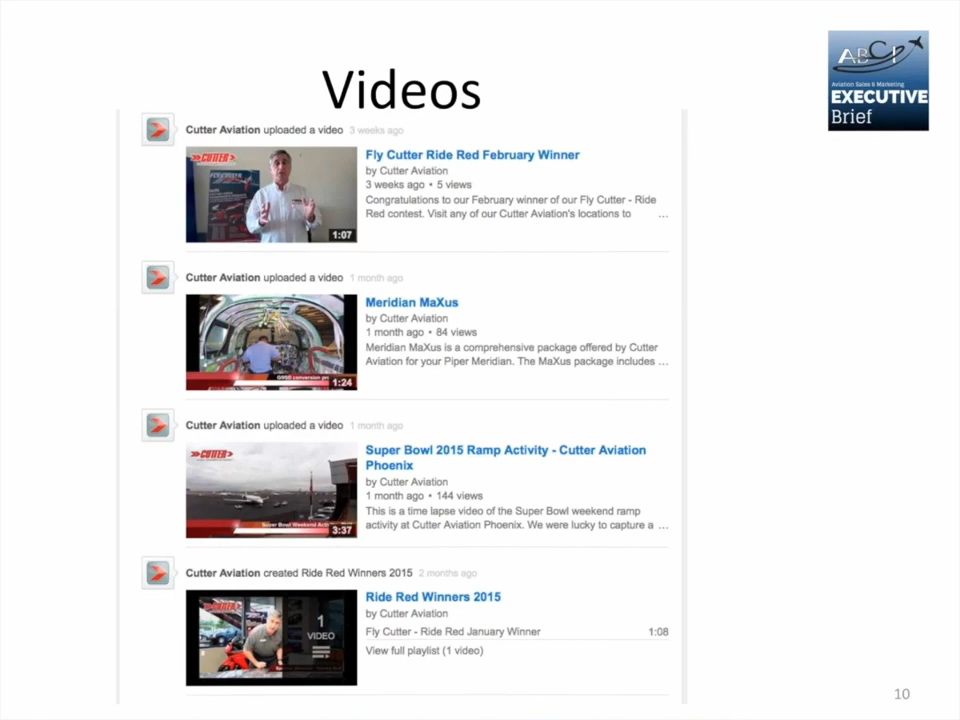 Videos
ABCI
Aviation Sales & Marketing
EXECUTIVE
Brief
Cutter Aviation uploaded a video 3 weeks ago
CUTTER
1:07
Fly Cutter Ride Red February Winner
by Cutter Aviation
3 weeks ago • 5 views
Congratulations to our February winner of our Fly Cutter - Ride
Red contest. Visit any of our Cutter Aviation's locations to ...
Cutter Aviation uploaded a video 1 month ago
1:24
Meridian MaXus
by Cutter Aviation
1 month ago • 84 views
Meridian MaXus is a comprehensive package offered by Cutter
Aviation for your Piper Meridian. The MaXus package includes ...
Cutter Aviation uploaded a video 1 month ago
CUTTER
Super Bowl Weekend
3:37
Super Bowl 2015 Ramp Activity - Cutter Aviation
Phoenix
by Cutter Aviation
1 month ago • 144 views
This is a time lapse video of the Super Bowl weekend ramp
activity at Cutter Aviation Phoenix. We were lucky to capture a ...
Cutter Aviation created Ride Red Winners 2015 2 months ago
CUTTER
1
VIDEO
Ride Red Winners 2015
by Cutter Aviation
Fly Cutter - Ride Red January Winner 1:08
View full playlist (1 video)
10